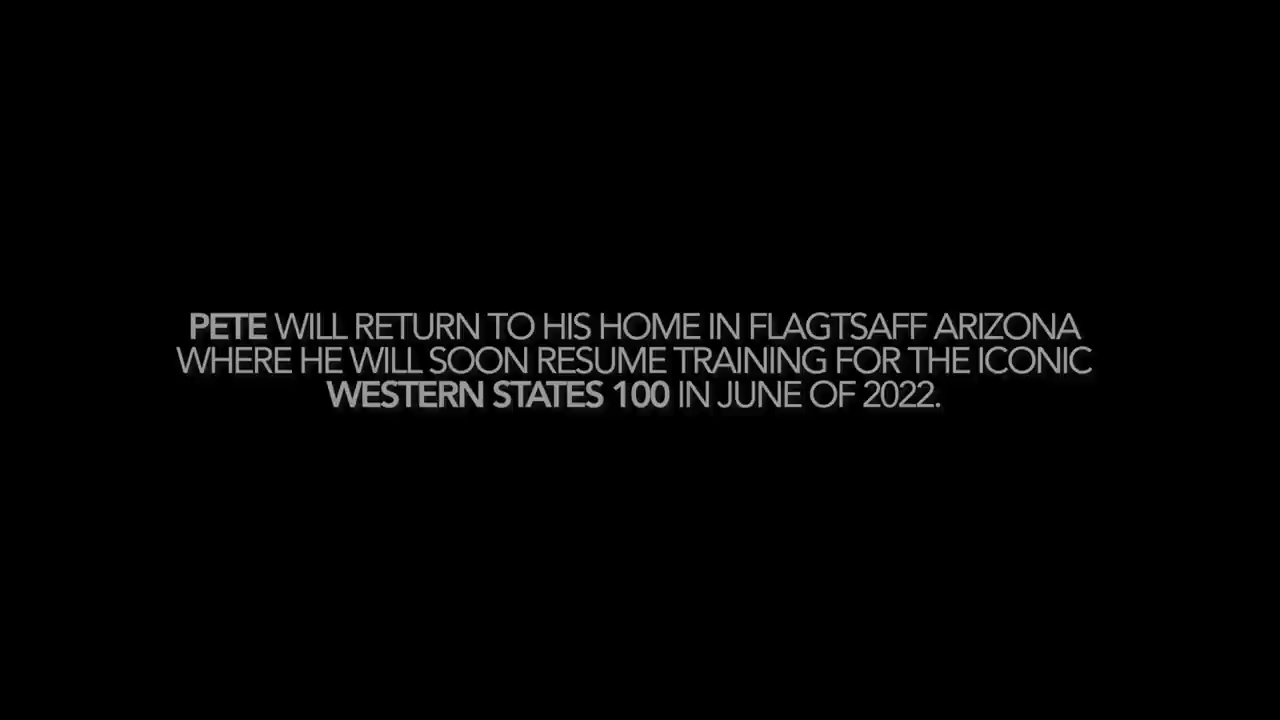 PETE WILL RETURN TO HIS HOME IN FLAGTSAFF ARIZONA
WHERE HE WILL SOON RESUME TRAINING FOR THE ICONIC
WESTERN STATES 100 IN JUNE OF 2022.